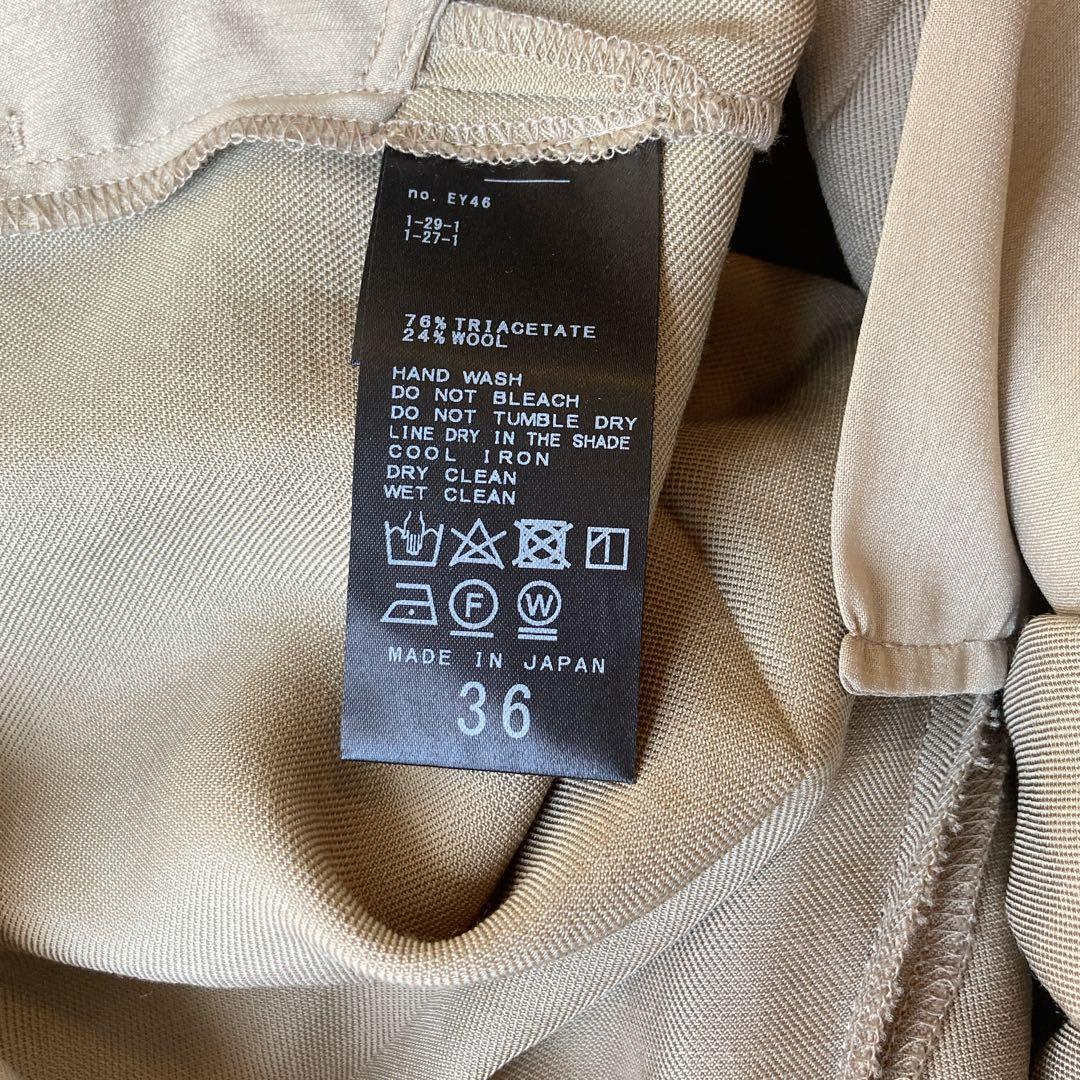 no. EY46
1-29-1
1-27-1
76% TRIACETATE
24% WOOL
HAND WASH
DO NOT BLEACH
DO NOT TUMBLE DRY
LINE DRY IN THE SHADE
COOL IRON
DRY CLEAN
WET CLEAN
F W
MADE IN JAPAN
36